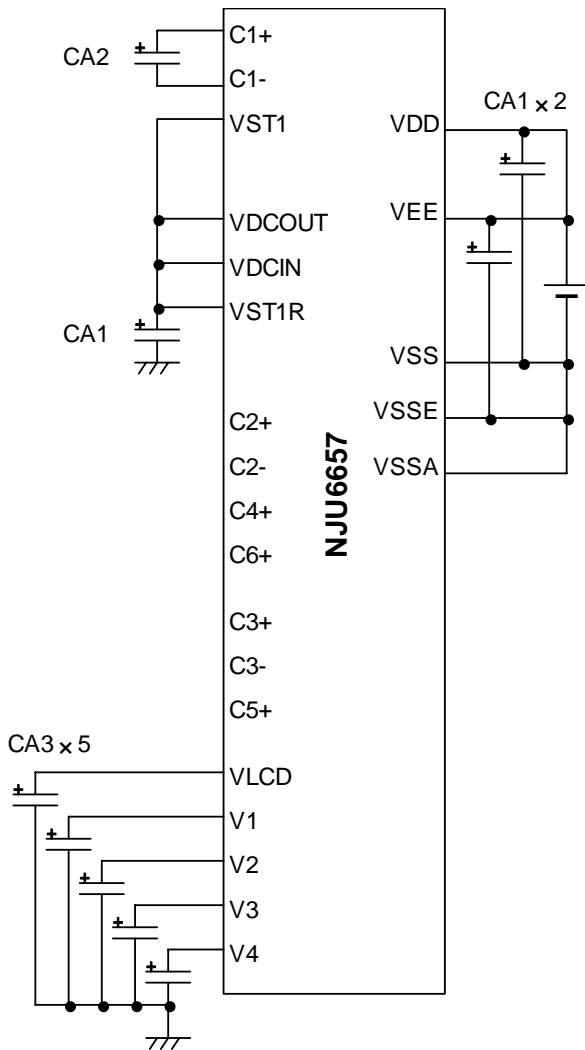 C1+
CA2
C1-
CA1 × 2
VST1
VDD
VEE
VDCOUT
VDCIN
VST1R
CA1
VSS
VSSE
C2+
C2-
VSSA
C4+
NJU6657
C6+
C3+
C3-
C5+
CA3 × 5
VLCD
V1
V2
V3
V4